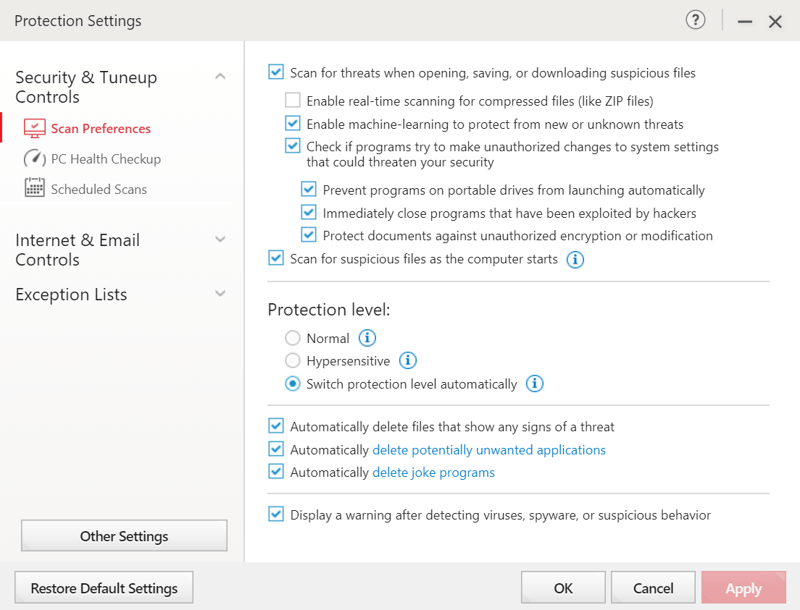 Protection Settings
?
Security & Tuneup
Controls
Scan Preferences
PC Health Checkup
Scheduled Scans
Internet & Email
Controls
Exception Lists
Other Settings
Scan for threats when opening, saving, or downloading suspicious files
Enable real-time scanning for compressed files (like ZIP files)
Enable machine-learning to protect from new or unknown threats
Check if programs try to make unauthorized changes to system settings
that could threaten your security
Prevent programs on portable drives from launching automatically
Immediately close programs that have been exploited by hackers
Protect documents against unauthorized encryption or modification
Scan for suspicious files as the computer starts i
Protection level:
Normal i
Hypersensitive i
Switch protection level automatically i
Automatically delete files that show any signs of a threat
Automatically delete potentially unwanted applications
Automatically delete joke programs
Display a warning after detecting viruses, spyware, or suspicious behavior
Restore Default Settings
OK
Cancel
Apply